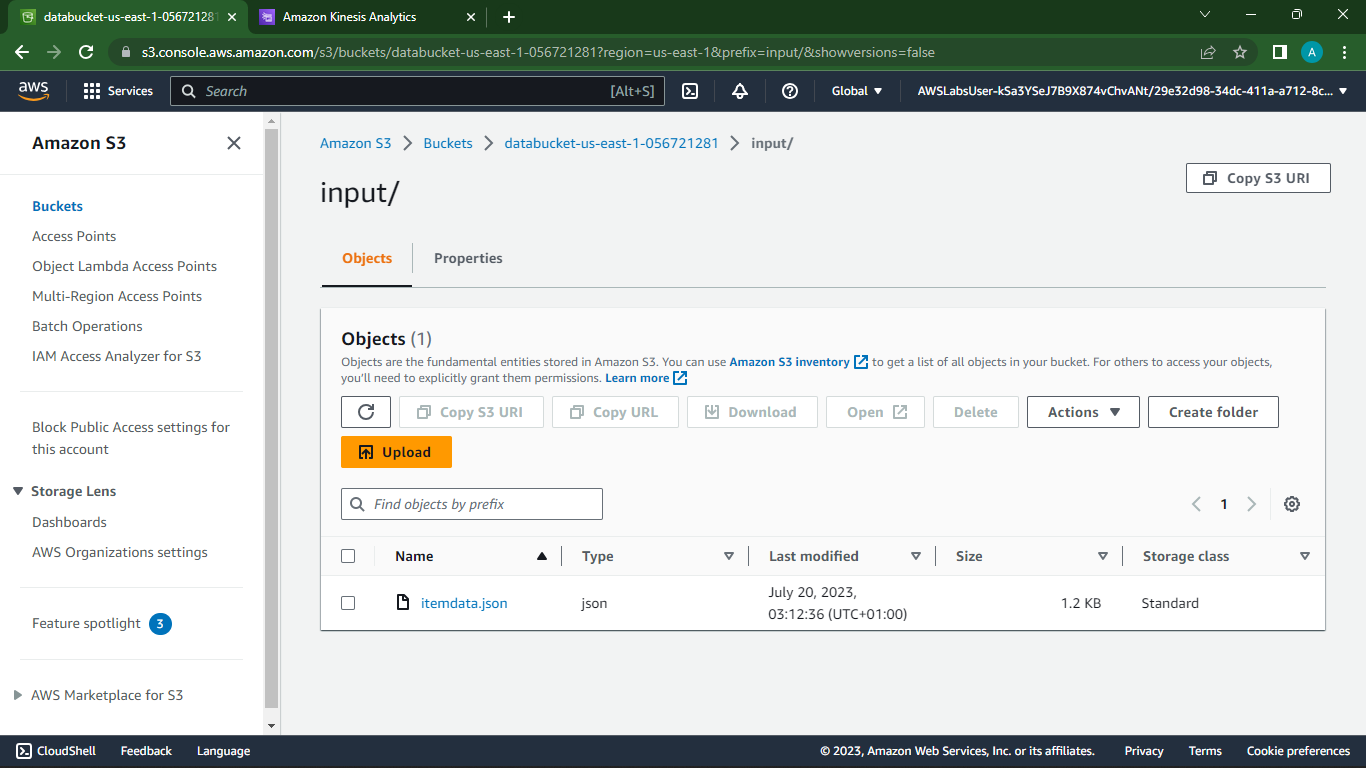 databucket-us-east-1-056721281
Amazon Kinesis Analytics
s3.console.aws.amazon.com/s3/buckets/databucket-us-east-1-056721281?region=us-east-1&prefix=input/&showversions=false
A
aws
Services
Search
[Alt+S]
Global
AWSLabsUser-kSa3YSeJ7B9X874vChvANt/29e32d98-34dc-411a-a712-8c...
Amazon S3
Buckets
Access Points
Object Lambda Access Points
Multi-Region Access Points
Batch Operations
IAM Access Analyzer for S3
Block Public Access settings for
this account
Storage Lens
Dashboards
AWS Organizations settings
Feature spotlight 3
AWS Marketplace for S3
Amazon S3 > Buckets > databucket-us-east-1-056721281 > input/
input/
Copy S3 URI
Objects
Properties
Objects (1)
Objects are the fundamental entities stored in Amazon S3. You can use Amazon S3 inventory to get a list of all objects in your bucket. For others to access your objects,
you'll need to explicitly grant them permissions. Learn more
Copy S3 URI
Copy URL
Download
Open
Delete
Actions
Create folder
Upload
Find objects by prefix
1
Name
Type
Last modified
Size
Storage class
itemdata.json
json
July 20, 2023,
03:12:36 (UTC+01:00)
1.2 KB
Standard
CloudShell
Feedback
Language
© 2023, Amazon Web Services, Inc. or its affiliates.
Privacy
Terms
Cookie preferences